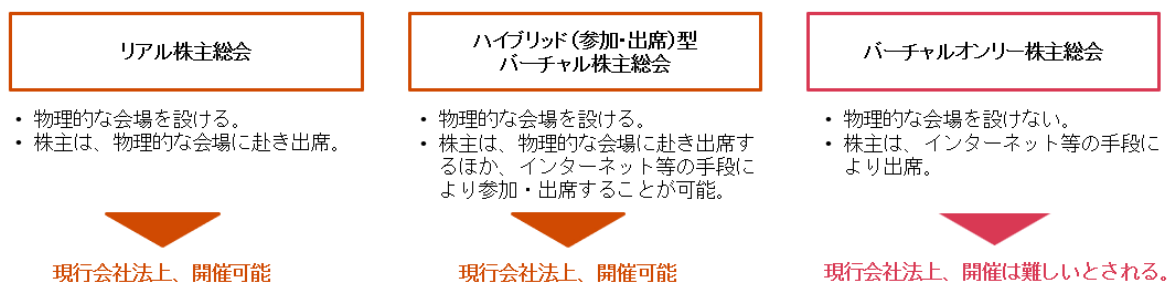 リアル株主総会
ハイブリッド(参加・出席)型
バーチャル株主総会
バーチャルオンリー株主総会
• 物理的な会場を設ける。
• 株主は、物理的な会場に赴き出席。
• 物理的な会場を設ける。
• 株主は、物理的な会場に赴き出席す
るほか、インターネット等の手段に
より参加・出席することが可能。
• 物理的な会場を設けない。
• 株主は、インターネット等の手段に
より出席。
現行会社法上、開催可能
現行会社法上、開催可能
現行会社法上、開催は難しいとされる。